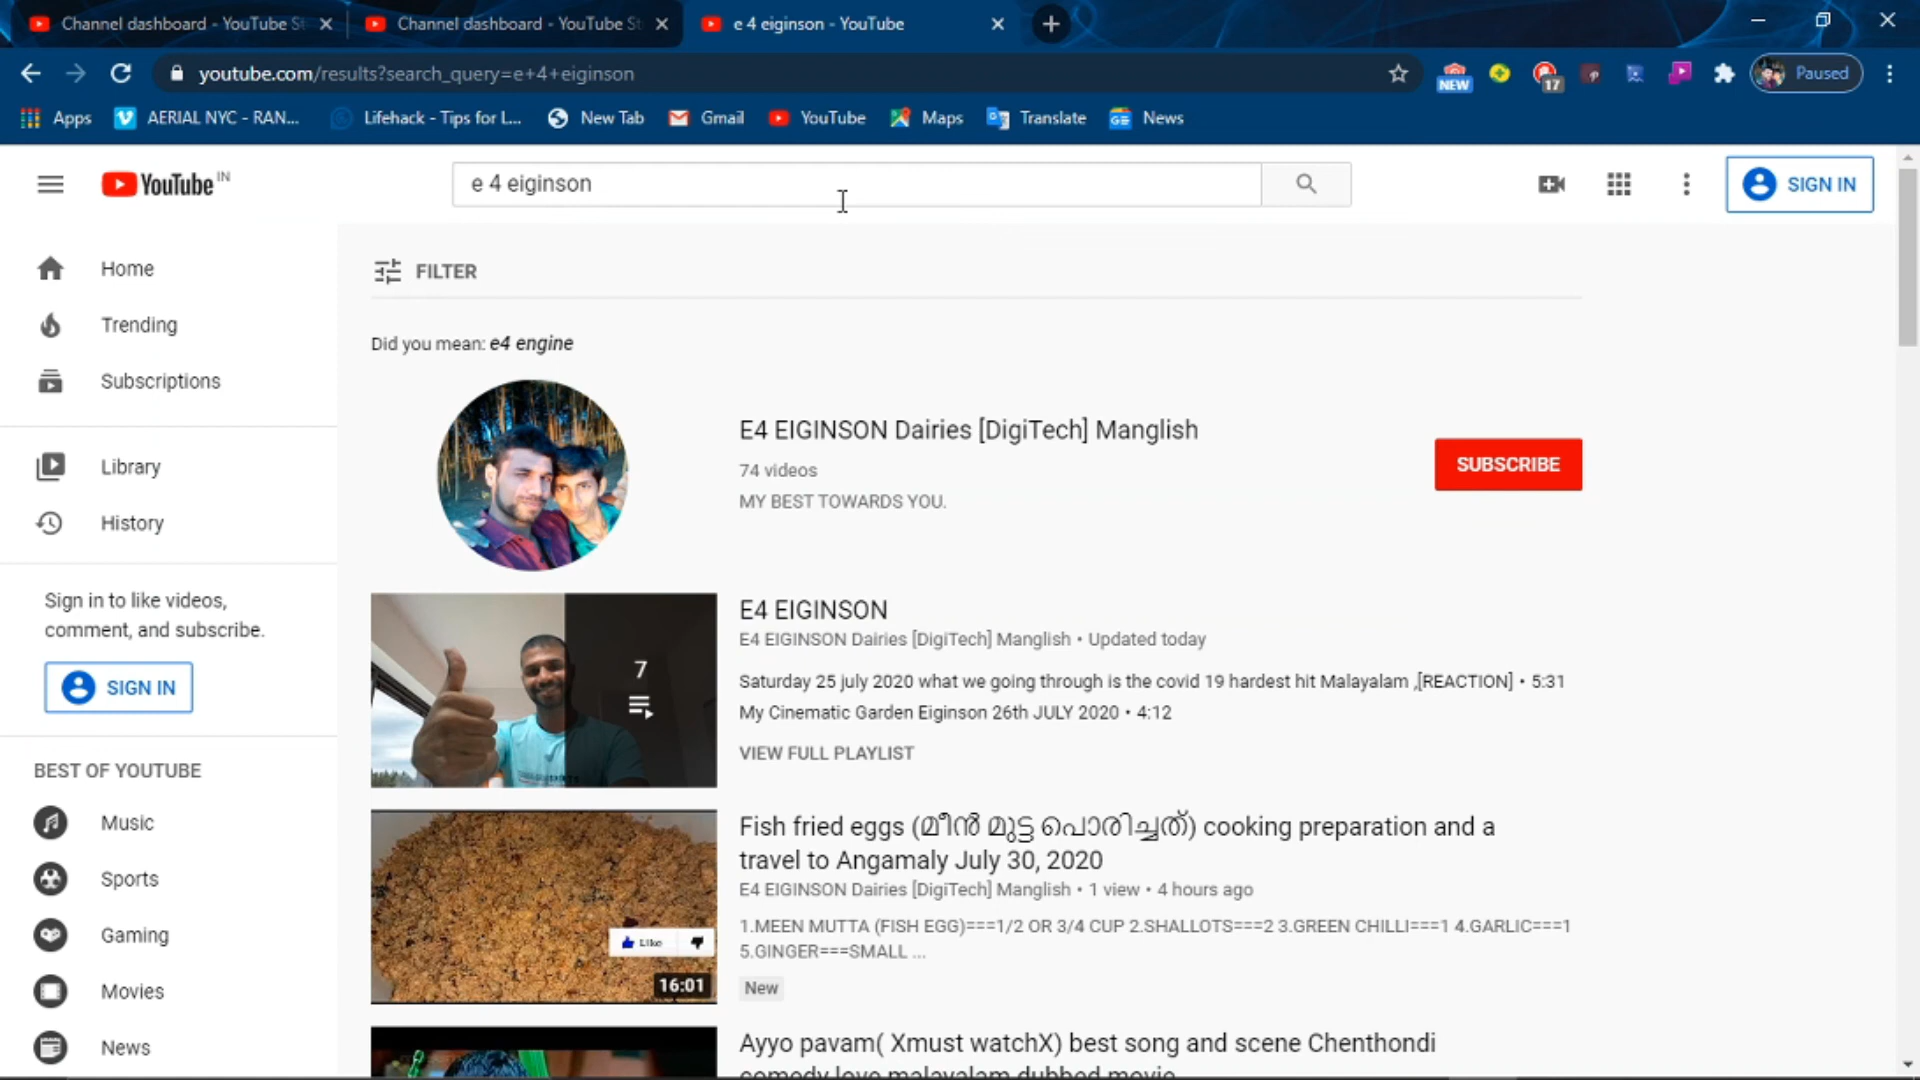 Channel dashboard - YouTube St
Channel dashboard - YouTube St
e 4 eiginson - YouTube
youtube.com/results?search_query=e+4+eiginson
NEW
17
Paused
Apps
AERIAL NYC - RAN...
Lifehack - Tips for L...
New Tab
Gmail
YouTube
Maps
Translate
News
YouTube IN
e 4 eiginson
SIGN IN
Home
Trending
Subscriptions
Library
History
Sign in to like videos,
comment, and subscribe.
SIGN IN
BEST OF YOUTUBE
Music
Sports
Gaming
Movies
News
FILTER
Did you mean: e4 engine
E4 EIGINSON Dairies [DigiTech] Manglish
74 videos
MY BEST TOWARDS YOU.
SUBSCRIBE
7
E4 EIGINSON
E4 EIGINSON Dairies [DigiTech] Manglish • Updated today
Saturday 25 july 2020 what we going through is the covid 19 hardest hit Malayalam ,[REACTION] • 5:31
My Cinematic Garden Eiginson 26th JULY 2020 • 4:12
VIEW FULL PLAYLIST
Like
16:01
Fish fried eggs (മീൻ മുട്ട പൊരിച്ചത്) cooking preparation and a
travel to Angamaly July 30, 2020
E4 EIGINSON Dairies [DigiTech] Manglish • 1 view • 4 hours ago
1.MEEN MUTTA (FISH EGG)===1/2 OR 3/4 CUP 2.SHALLOTS===2 3.GREEN CHILLI===1 4.GARLIC===1
5.GINGER===SMALL ...
New
Ayyo pavam( Xmust watchX) best song and scene Chenthondi
comedy love malayalam dubbed movie